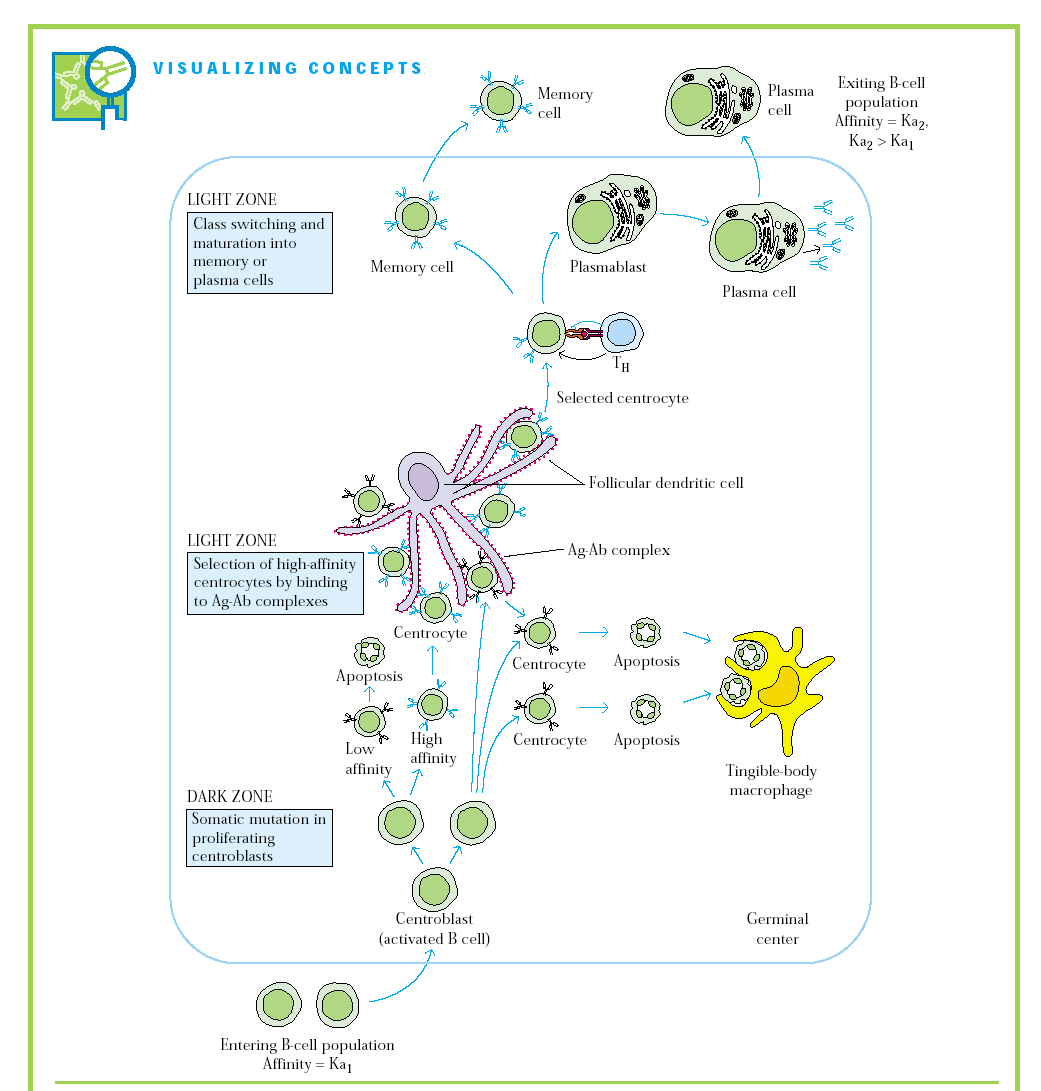 VISUALIZING CONCEPTS
Memory
cell
Plasma
cell
Exiting B-cell
population
Affinity = Ka2,
Ka2 > Ka1
LIGHT ZONE
Class switching and
maturation into
memory or
plasma cells
Memory cell
Plasmablast
Plasma cell
TH
Selected centrocyte
Follicular dendritic cell
LIGHT ZONE
Selection of high-affinity
centrocytes by binding
to Ag-Ab complexes
Ag-Ab complex
Centrocyte
Apoptosis
Centrocyte
Apoptosis
Low
affinity
High
affinity
Centrocyte
Apoptosis
Tingible-body
macrophage
DARK ZONE
Somatic mutation in
proliferating
centroblasts
Centroblast
(activated B cell)
Germinal
center
Entering B-cell population
Affinity = Ka1